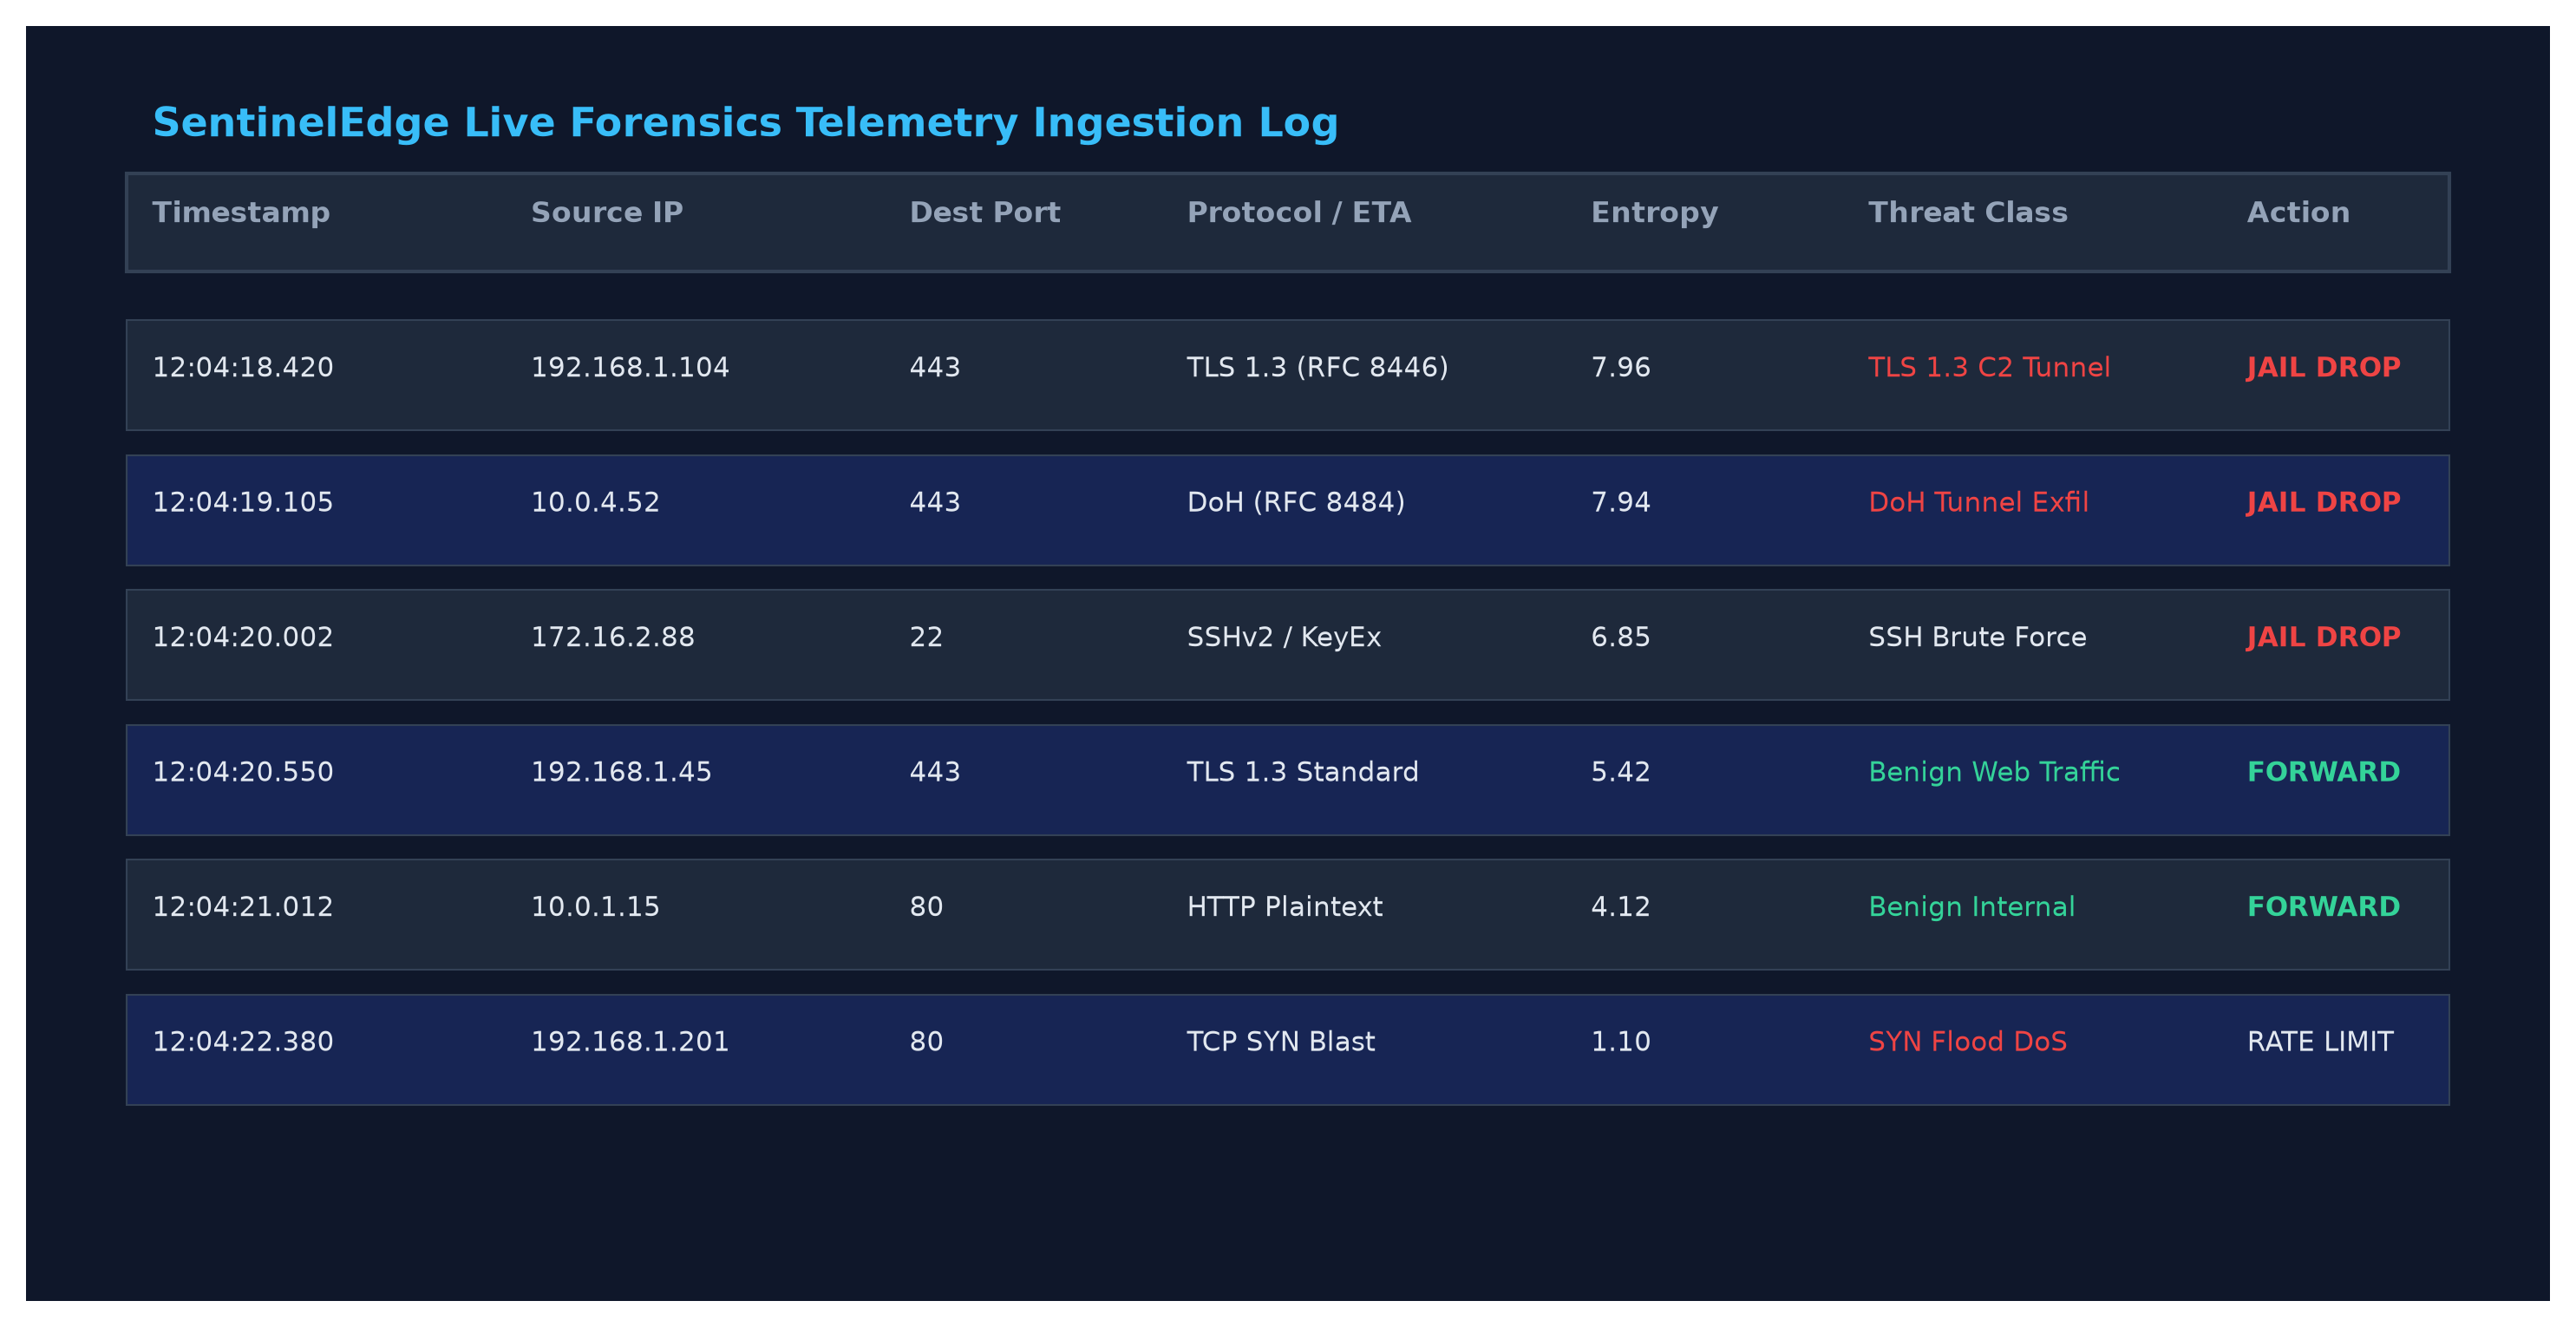 SentinelEdge Live Forensics Telemetry Ingestion Log
Timestamp Source IP Dest Port Protocol / ETA Entropy Threat Class Action
12:04:18.420 192.168.1.104 443 TLS 1.3 (RFC 8446) 7.96 TLS 1.3 C2 Tunnel JAIL DROP
12:04:19.105 10.0.4.52 443 DoH (RFC 8484) 7.94 DoH Tunnel Exfil JAIL DROP
12:04:20.002 172.16.2.88 22 SSHv2 / KeyEx 6.85 SSH Brute Force JAIL DROP
12:04:20.550 192.168.1.45 443 TLS 1.3 Standard 5.42 Benign Web Traffic FORWARD
12:04:21.012 10.0.1.15 80 HTTP Plaintext 4.12 Benign Internal FORWARD
12:04:22.380 192.168.1.201 80 TCP SYN Blast 1.10 SYN Flood DoS RATE LIMIT